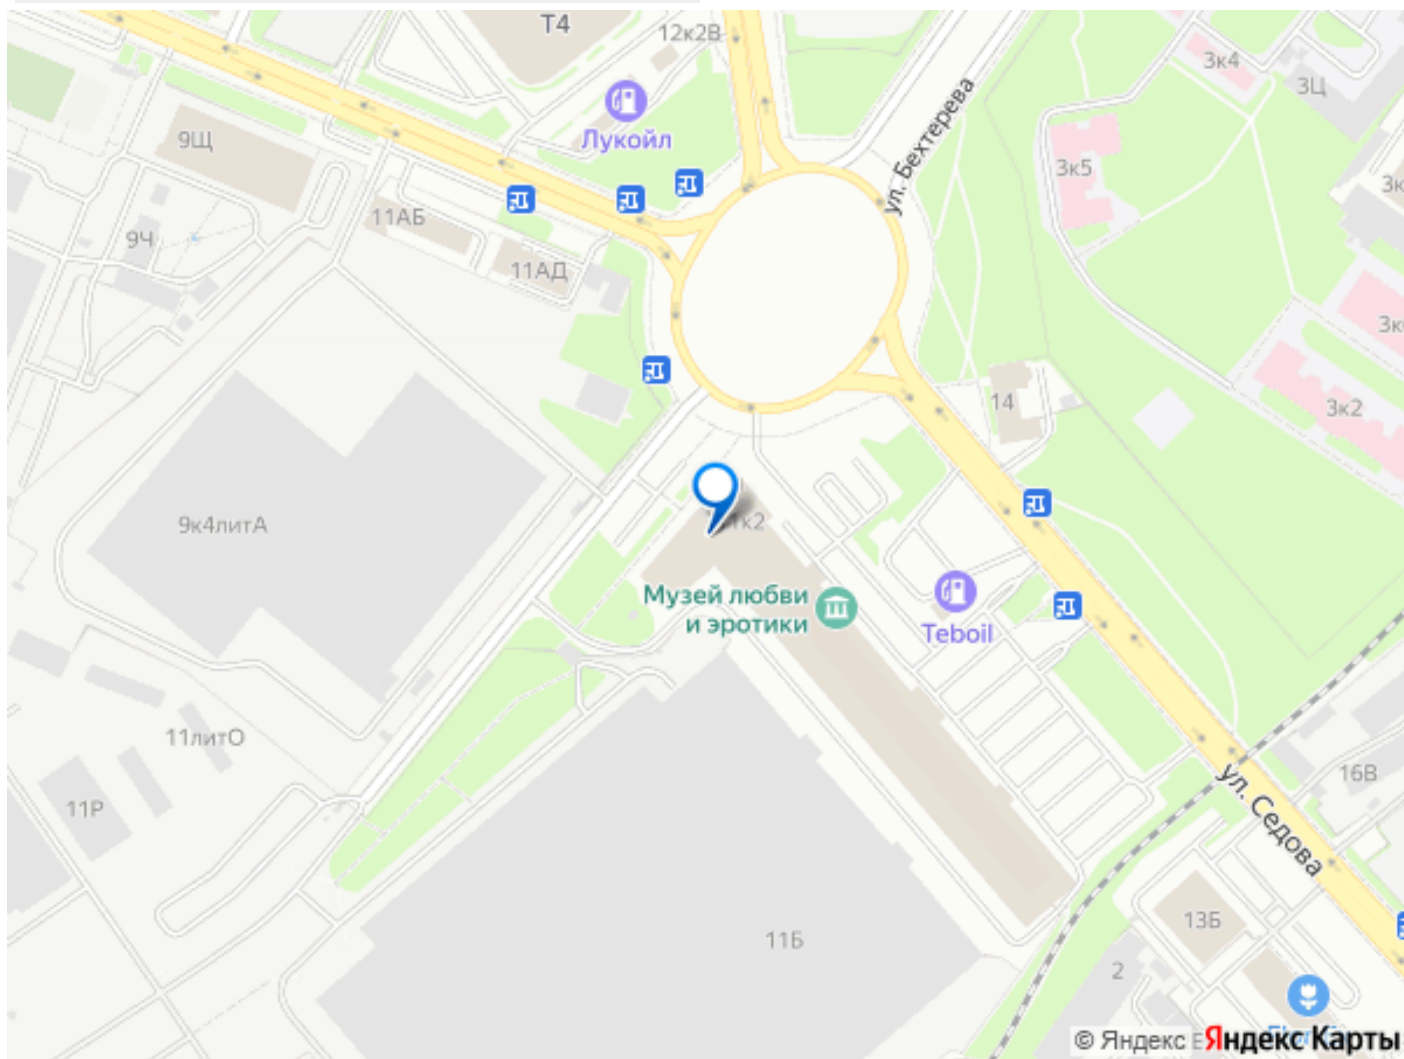 Т4
12к2В
3к4
3Ц
Лукойл
ул. Бехтерева
9Щ
3к5
11АБ
9Ч
11АД
14
3к2
9к4литА
Музей любви
и эротики
Teboil
11литО
16В
ул. Седова
11Р
13Б
11Б
2
© Яндекс
Яндекс Карты